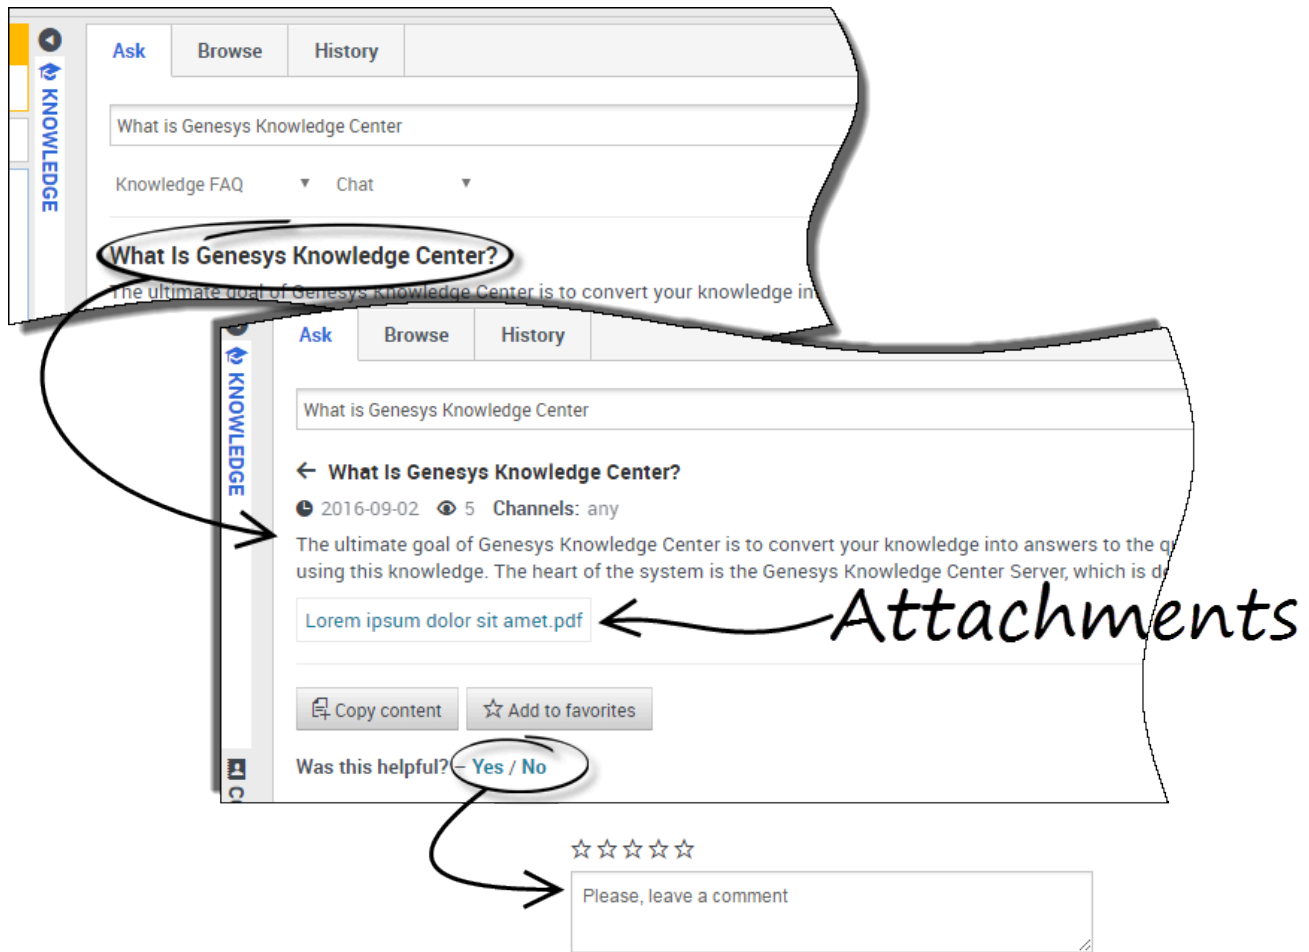 Ask Browse History
KNOWLEDGE
What is Genesys Knowledge Center
Knowledge FAQ ▼ Chat ▼
What Is Genesys Knowledge Center?
The ultimate goal of Genesys Knowledge Center is to convert your knowledge in
Ask Browse History
KNOWLEDGE
What is Genesys Knowledge Center
← What Is Genesys Knowledge Center?
2016-09-02 5 Channels: any
The ultimate goal of Genesys Knowledge Center is to convert your knowledge into answers to the
using this knowledge. The heart of the system is the Genesys Knowledge Center Server, which is
Lorem ipsum dolor sit amet.pdf
Attachments
Copy content Add to favorites
Was this helpful? – Yes / No
☆☆☆☆☆
Please, leave a comment